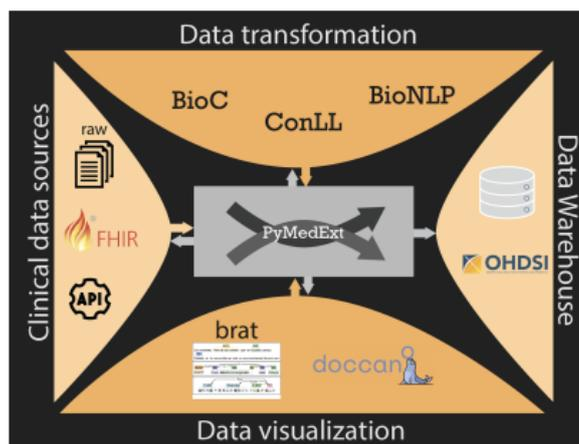 Data transformation
BioC
ConLL
BioNLP
Clinical data sources
raw
FHIR
API
PyMedExt
Data Warehouse
OHDSI
brat
doccano
Data visualization